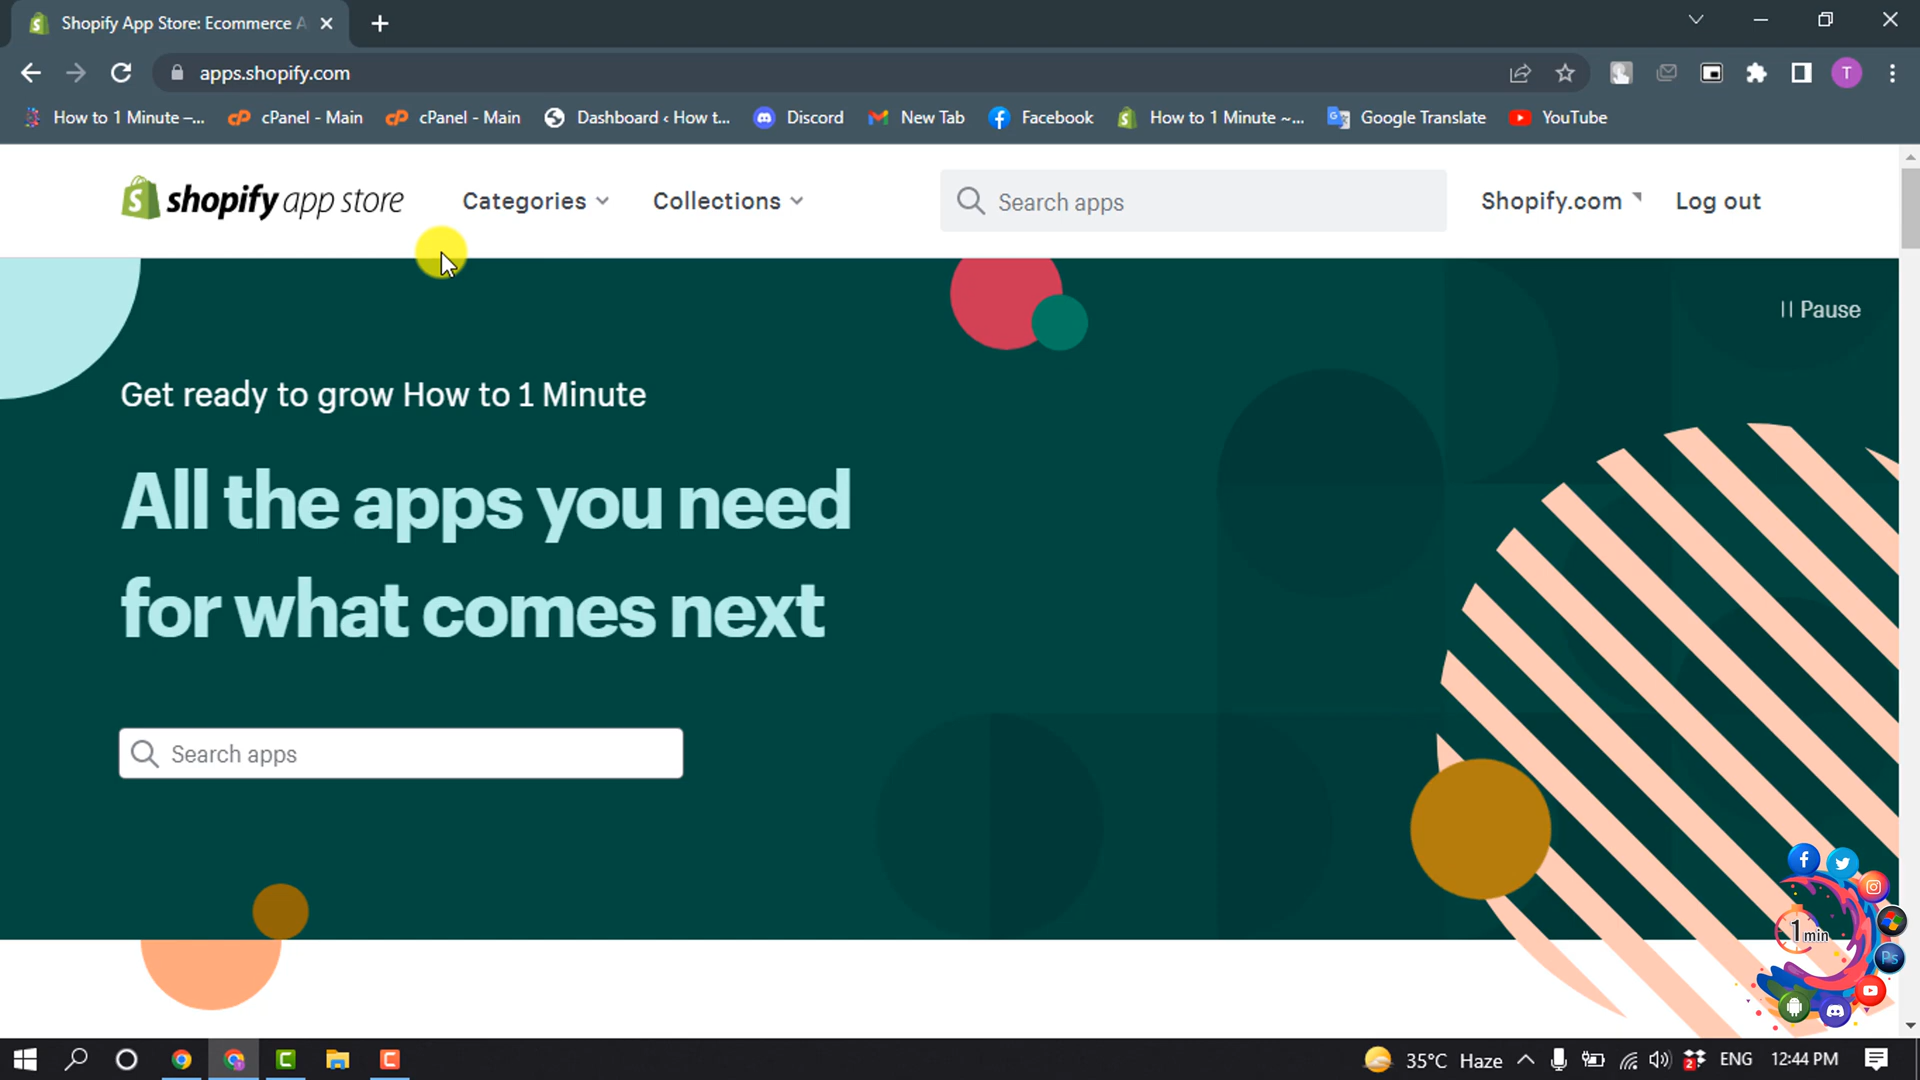 Shopify App Store: Ecommerce A
apps.shopify.com
T
How to 1 Minute –... cPanel - Main cPanel - Main Dashboard ‹ How t... Discord New Tab Facebook How to 1 Minute ~... Google Translate YouTube
shopify app store Categories Collections Search apps Shopify.com Log out
Pause
Get ready to grow How to 1 Minute
All the apps you need
for what comes next
Search apps
1 min
Ps
35°C Haze 2 ENG 12:44 PM